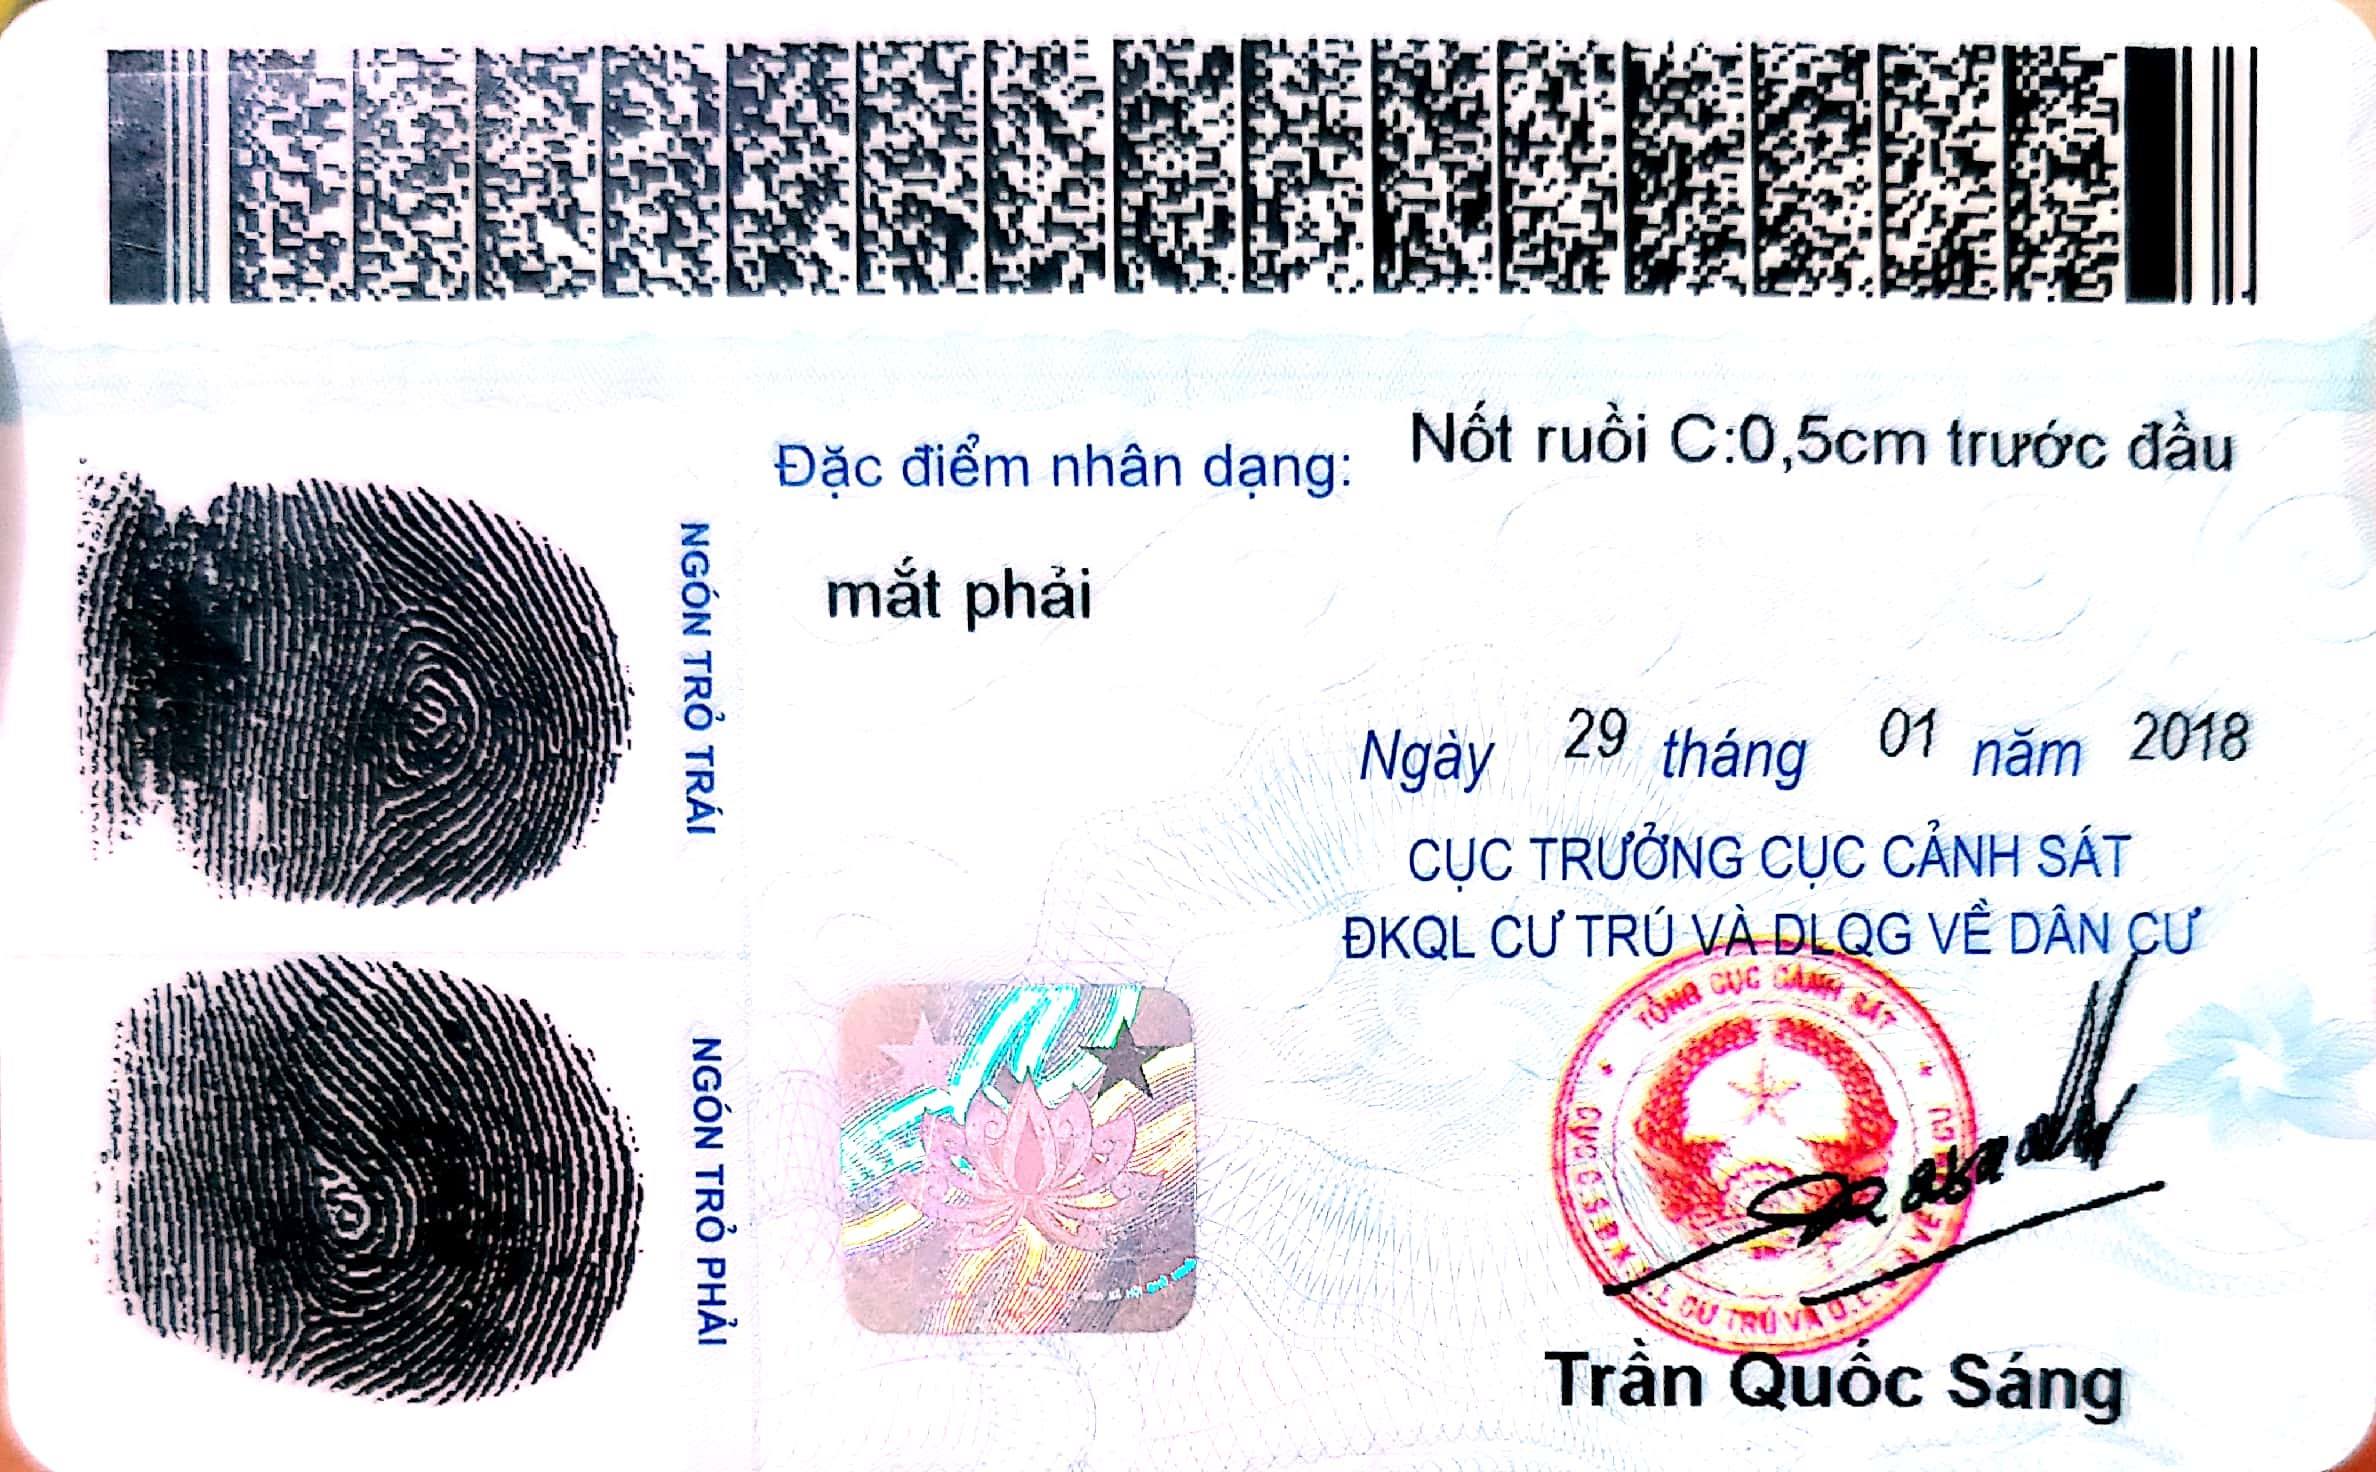 Đặc điểm nhân dạng: Nốt ruồi C:0,5cm trước đầu
mắt phải
NGÓN TRỎ TRÁI
Ngày 29 tháng 01 năm 2018
CỤC TRƯỞNG CỤC CẢNH SÁT
ĐKQL CƯ TRÚ VÀ DLQG VỀ DÂN CƯ
NGÓN TRỎ PHẢI
TỔNG CỤC CẢNH SÁT
CƯ TRÚ VÀ
Trần Quốc Sáng